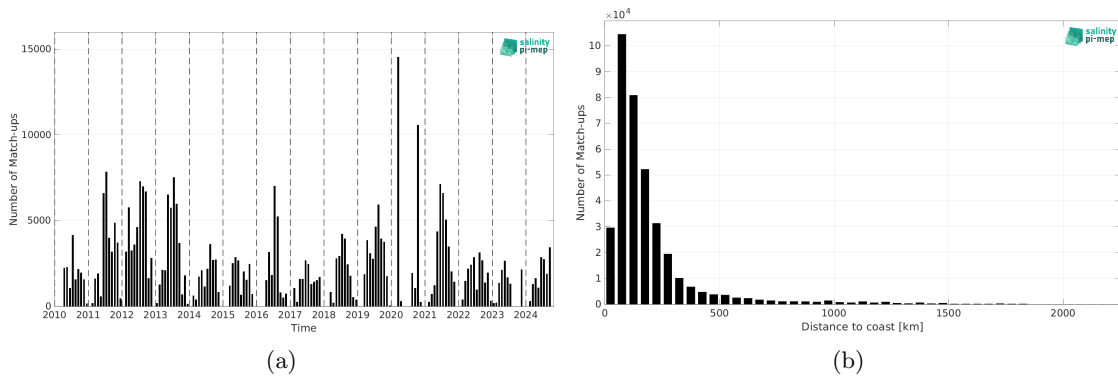 salinity
pi-mep
15000
10000
5000
0
Number of Match-ups
2010 2011 2012 2013 2014 2015 2016 2017 2018 2019 2020 2021 2022 2023 2024
Time
(a)
×10⁴
salinity
pi-mep
10
9
8
7
6
5
4
3
2
1
0
Number of Match-ups
0 500 1000 1500 2000
Distance to coast [km]
(b)